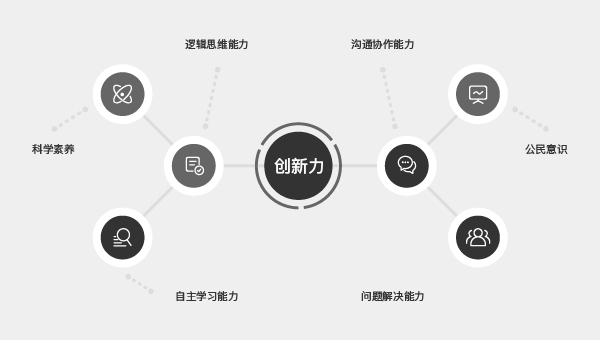 逻辑思维能力
沟通协作能力
科学素养
公民意识
创新力
自主学习能力
问题解决能力